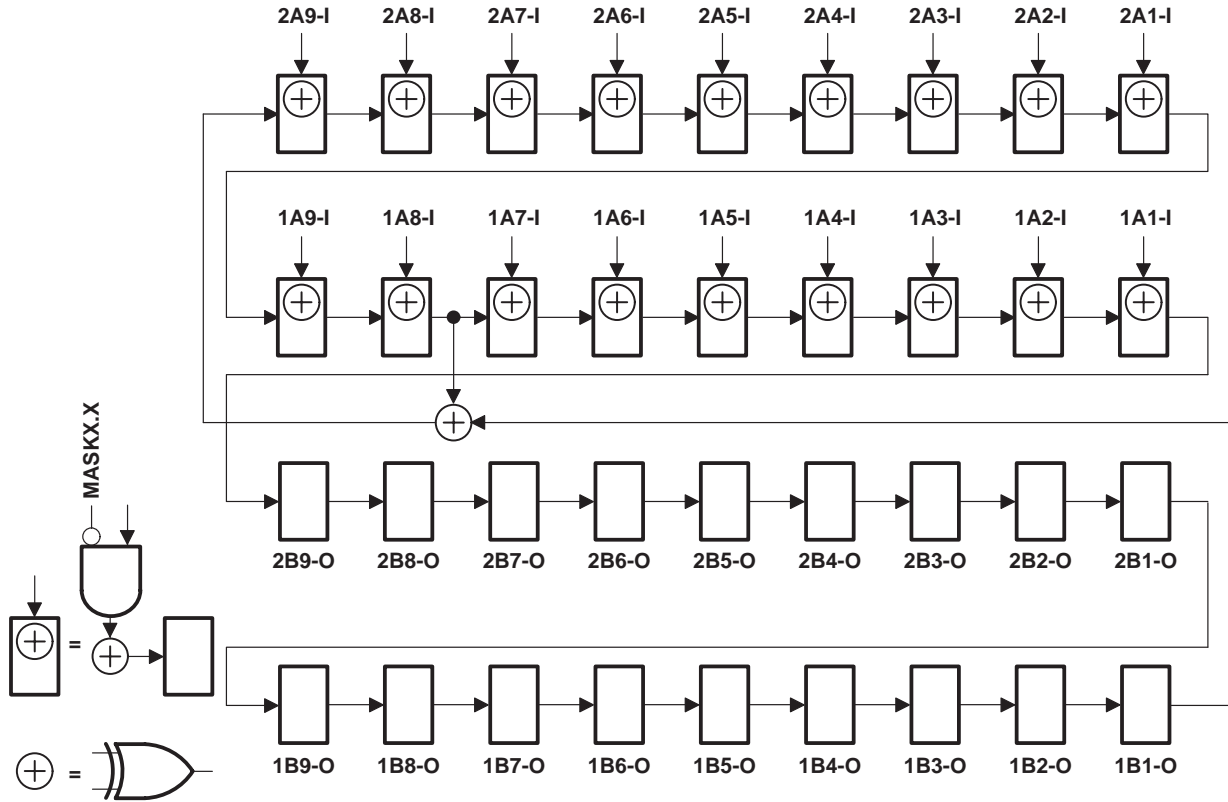 2A9-I 2A8-I 2A7-I 2A6-I 2A5-I 2A4-I 2A3-I 2A2-I 2A1-I
1A9-I 1A8-I 1A7-I 1A6-I 1A5-I 1A4-I 1A3-I 1A2-I 1A1-I
MASKX.X
2B9-O 2B8-O 2B7-O 2B6-O 2B5-O 2B4-O 2B3-O 2B2-O 2B1-O
=
1B9-O 1B8-O 1B7-O 1B6-O 1B5-O 1B4-O 1B3-O 1B2-O 1B1-O
=